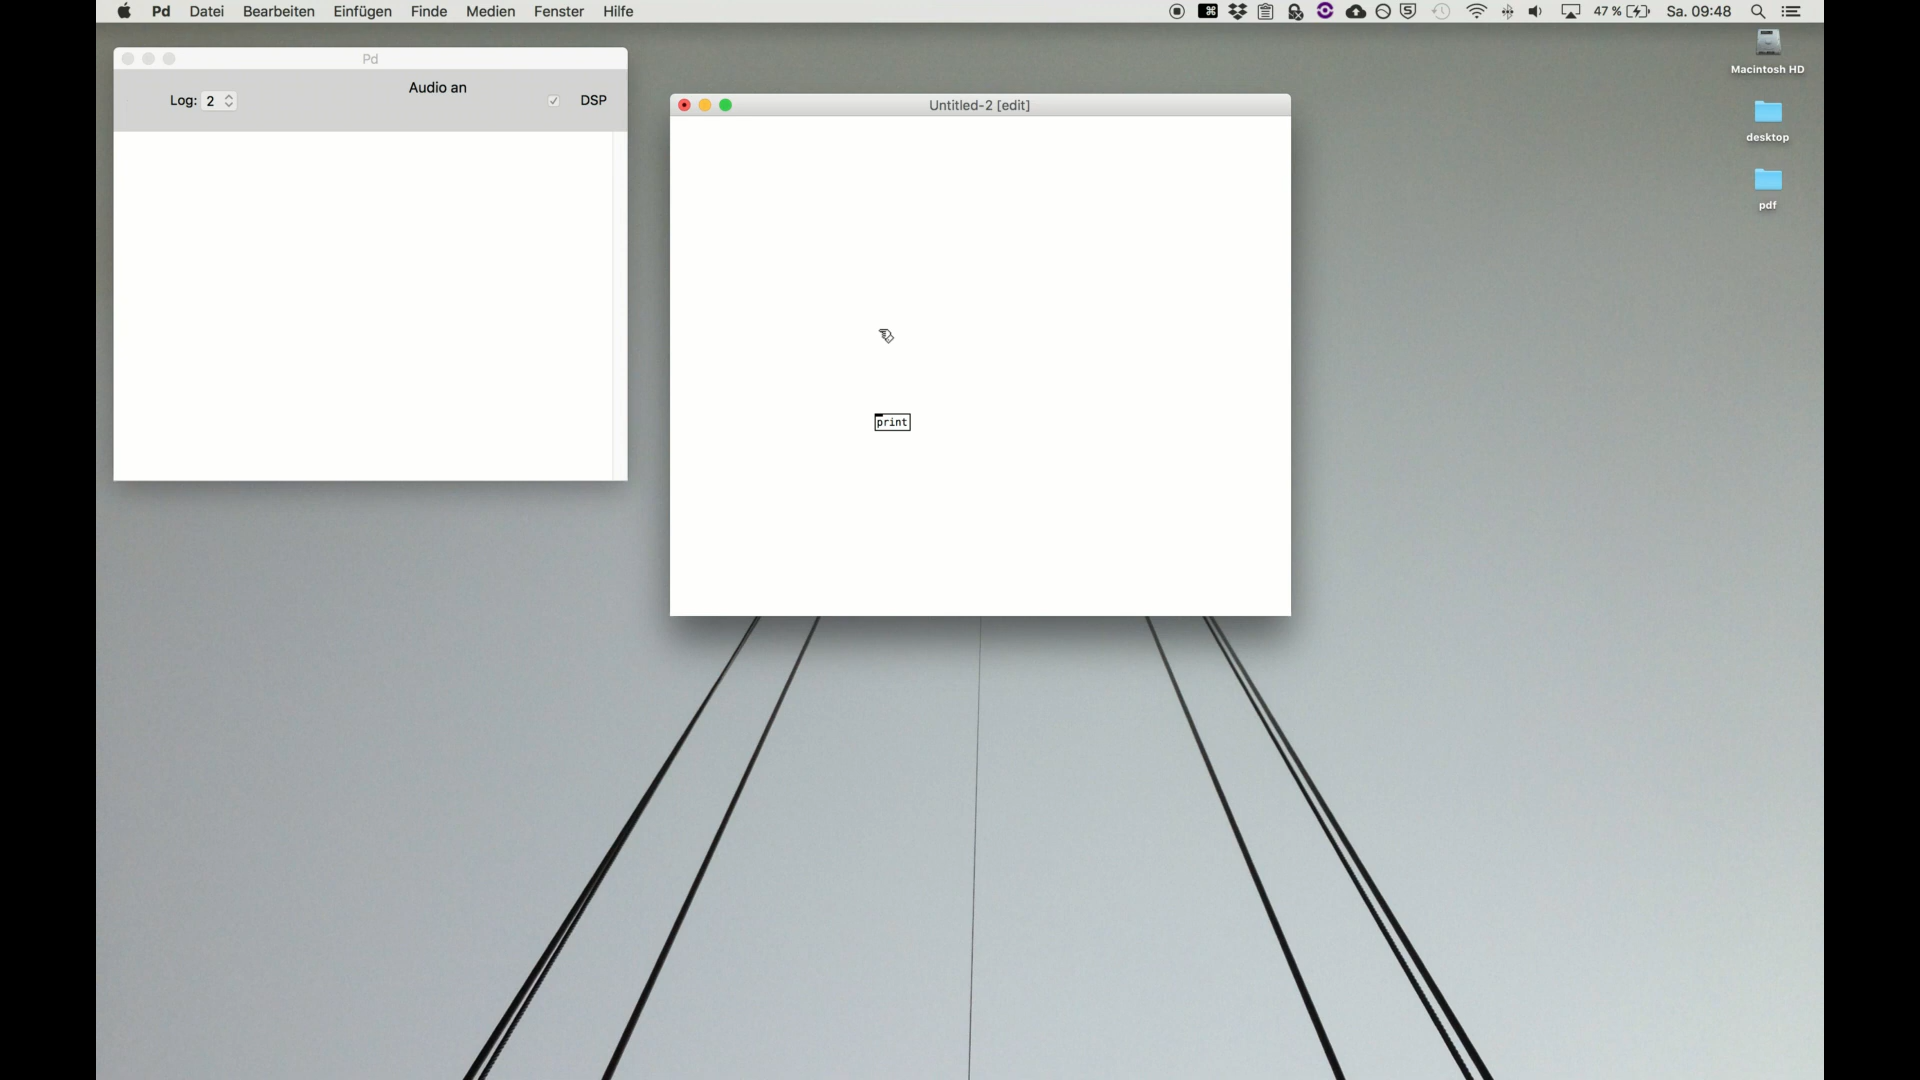 Pd Datei Bearbeiten Einfügen Finde Medien Fenster Hilfe 47 % Sa. 09:48
Macintosh HD
desktop
pdf
Pd
Audio an
Log: 2
DSP
Untitled-2 [edit]
print